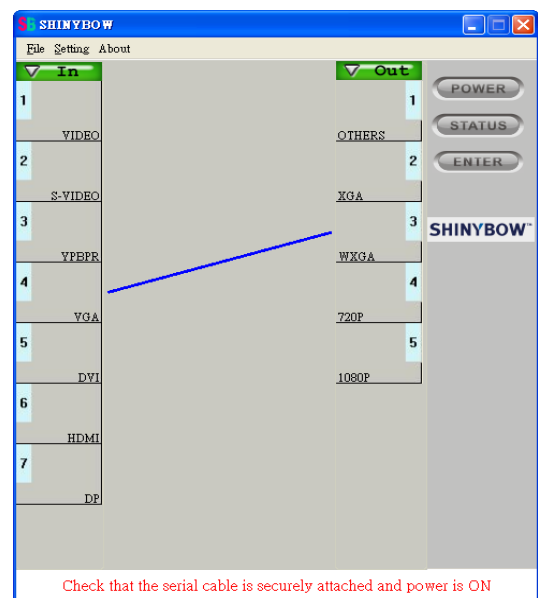 SB SHINYBOW
File Setting About
In
1
VIDEO
2
S-VIDEO
3
YPBPR
4
VGA
5
DVI
6
HDMI
7
DP
Out
1
OTHERS
2
XGA
3
WXGA
4
720P
5
1080P
POWER
STATUS
ENTER
SHINYBOW™
Check that the serial cable is securely attached and power is ON